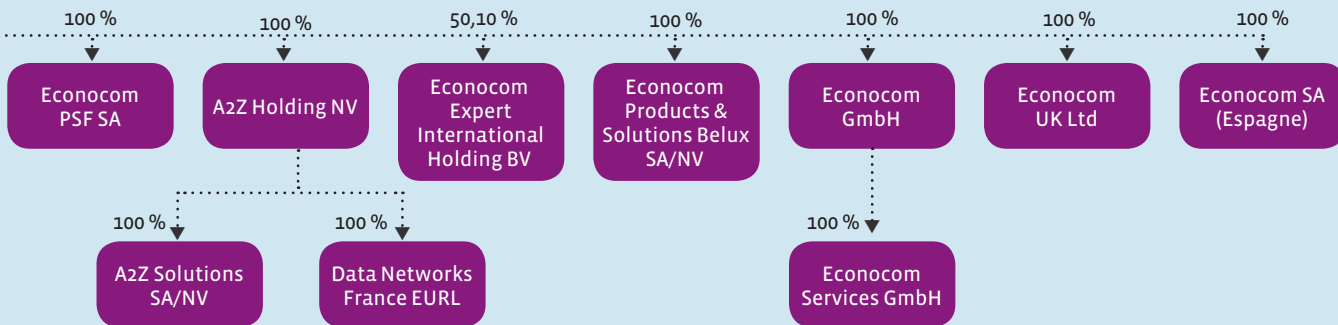 100 %
100 %
50,10 %
100 %
100 %
100 %
100 %
Econocom
PSF SA
A2Z Holding NV
Econocom
Expert
International
Holding BV
Econocom
Products &
Solutions Belux
SA/NV
Econocom
GmbH
Econocom
UK Ltd
Econocom SA
(Espagne)
100 %
100 %
100 %
A2Z Solutions
SA/NV
Data Networks
France EURL
Econocom
Services GmbH